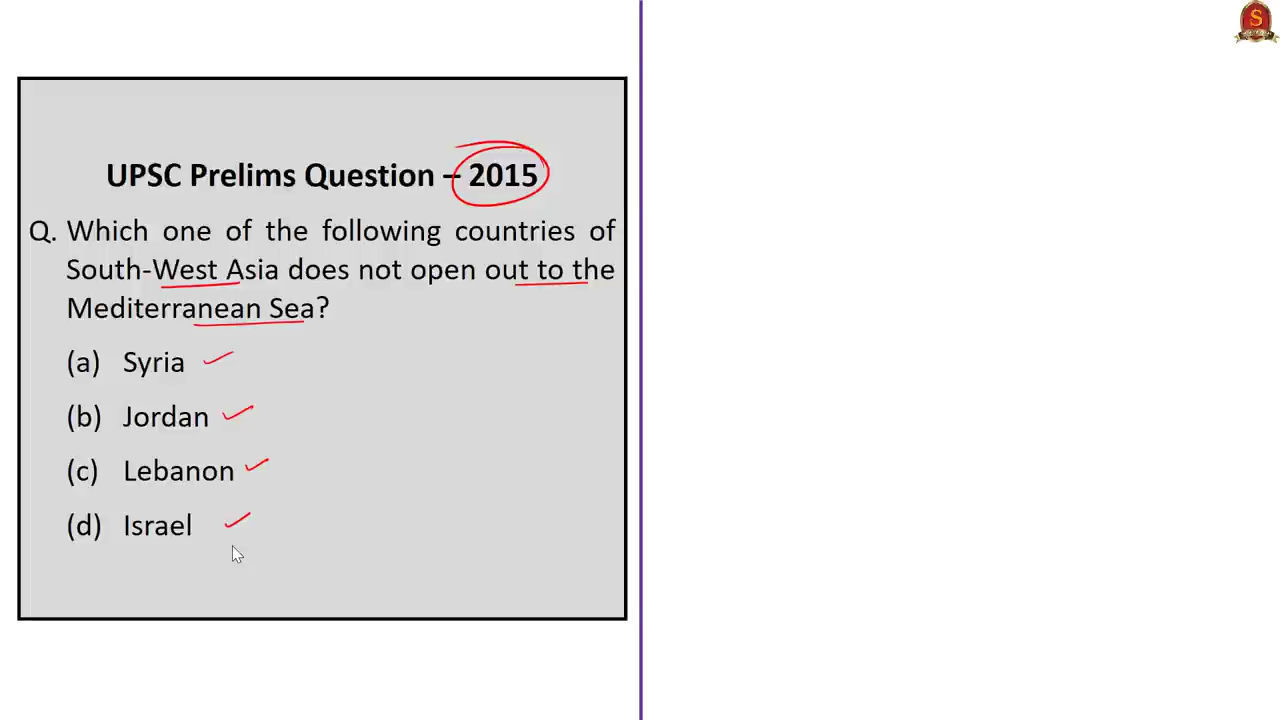 S
UPSC Prelims Question – 2015
Q. Which one of the following countries of
South-West Asia does not open out to the
Mediterranean Sea?
(a) Syria
(b) Jordan
(c) Lebanon
(d) Israel